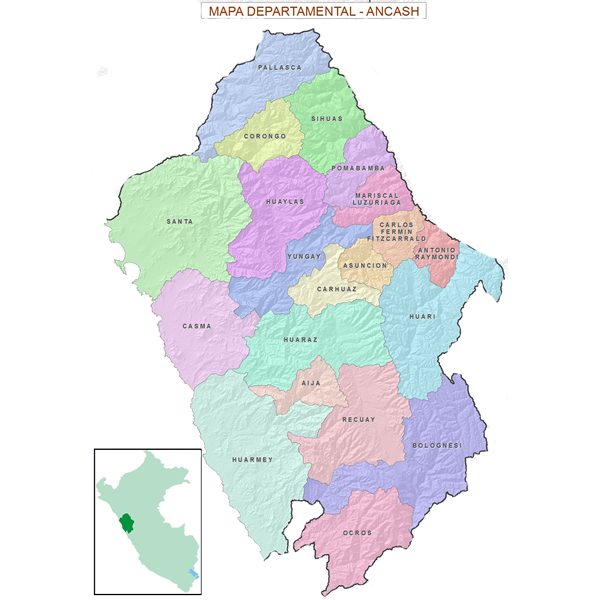 MAPA DEPARTAMENTAL - ANCASH
PALLASCA
SIHUAS
CORONGO
POMABAMBA
MARISCAL
LUZURIAGA
HUAYLAS
SANTA
CARLOS
FERMIN
FITZCARRALD
ANTONIO
RAYMONDI
YUNGAY
ASUNCION
CARHUAZ
HUARI
CASMA
HUARAZ
AIJA
RECUAY
BOLOGNESI
HUARMEY
OCROS